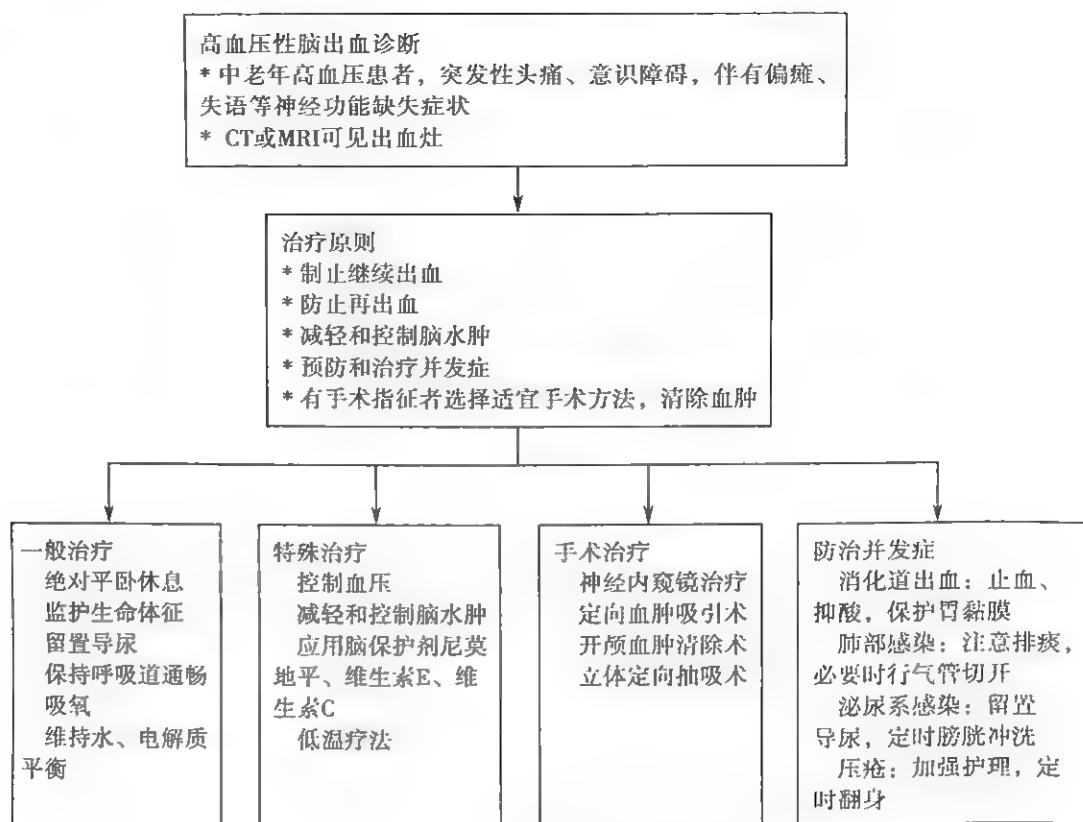 高血压性脑出血诊断
* 中老年高血压患者，突发性头痛、意识障碍，伴有偏瘫、
失语等神经功能缺失症状
* CT或MRI可见出血灶
治疗原则
* 制止继续出血
* 防止再出血
* 减轻和控制脑水肿
* 预防和治疗并发症
* 有手术指征者选择适宜手术方法，清除血肿
一般治疗
绝对平卧休息
监护生命体征
留置导尿
保持呼吸道通畅
吸氧
维持水、电解质
平衡
特殊治疗
控制血压
减轻和控制脑水肿
应用脑保护剂尼莫
地平、维生素E、维
生素C
低温疗法
手术治疗
神经内窥镜治疗
定向血肿吸引术
开颅血肿清除术
立体定向抽吸术
防治并发症
消化道出血：止血、
抑酸，保护胃黏膜
肺部感染：注意排痰，
必要时行气管切开
泌尿系感染：留置
导尿，定时膀胱冲洗
压疮：加强护理，定
时翻身